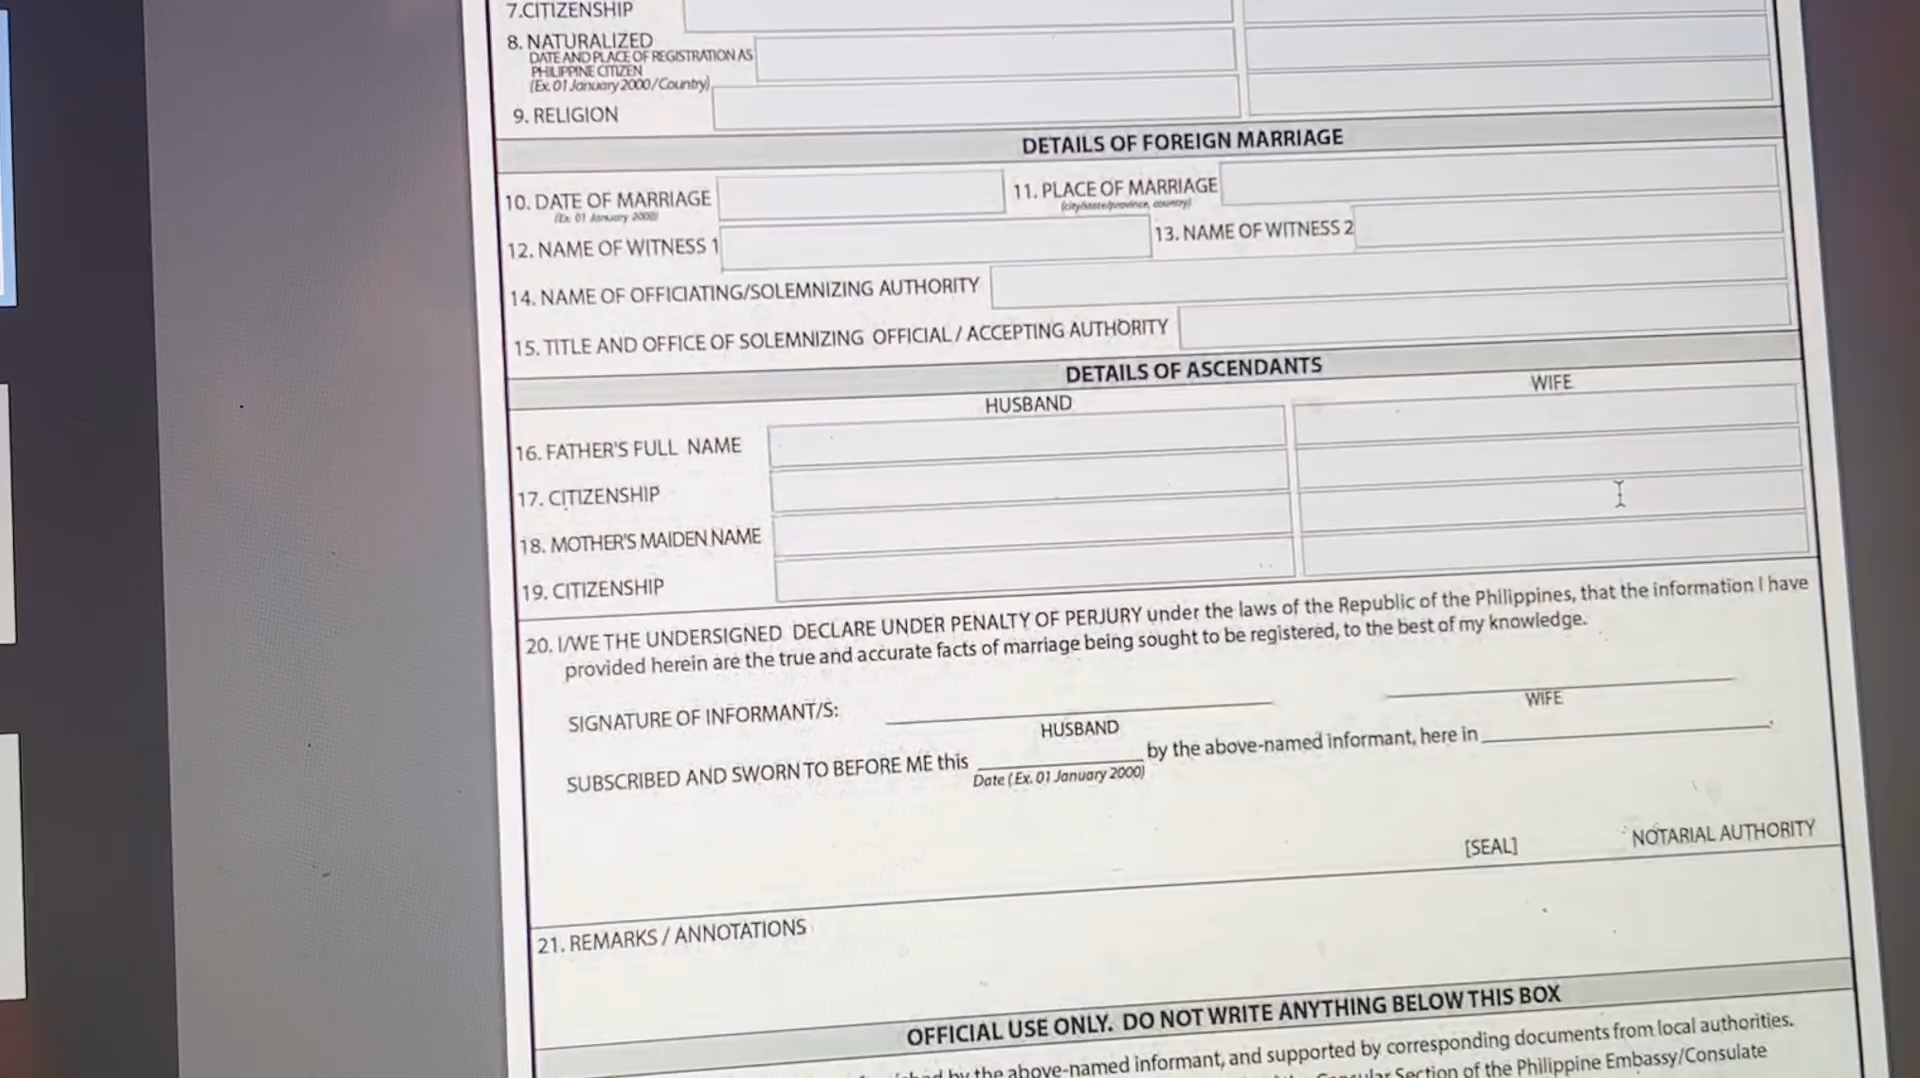 7.CITIZENSHIP
8. NATURALIZED
DATE AND PLACE OF REGISTRATION AS
PHILIPPINE CITIZEN
(Ex. 01 January 2000/Country)
9. RELIGION
DETAILS OF FOREIGN MARRIAGE
10. DATE OF MARRIAGE
(Ex: 01 January 2000)
11. PLACE OF MARRIAGE
(city/state/province, country)
12. NAME OF WITNESS 1
13. NAME OF WITNESS 2
14. NAME OF OFFICIATING/SOLEMNIZING AUTHORITY
15. TITLE AND OFFICE OF SOLEMNIZING OFFICIAL / ACCEPTING AUTHORITY
DETAILS OF ASCENDANTS
HUSBAND
WIFE
16. FATHER'S FULL NAME
17. CITIZENSHIP
18. MOTHER'S MAIDEN NAME
19. CITIZENSHIP
20. I/WE THE UNDERSIGNED DECLARE UNDER PENALTY OF PERJURY under the laws of the Republic of the Philippines, that the information I have
provided herein are the true and accurate facts of marriage being sought to be registered, to the best of my knowledge.
SIGNATURE OF INFORMANT/S:
HUSBAND
WIFE
SUBSCRIBED AND SWORN TO BEFORE ME this
by the above-named informant, here in
Date (Ex. 01 January 2000)
[SEAL]
NOTARIAL AUTHORITY
21. REMARKS / ANNOTATIONS
OFFICIAL USE ONLY. DO NOT WRITE ANYTHING BELOW THIS BOX
by the above-named informant, and supported by corresponding documents from local authorities.
Section of the Philippine Embassy/Consulate